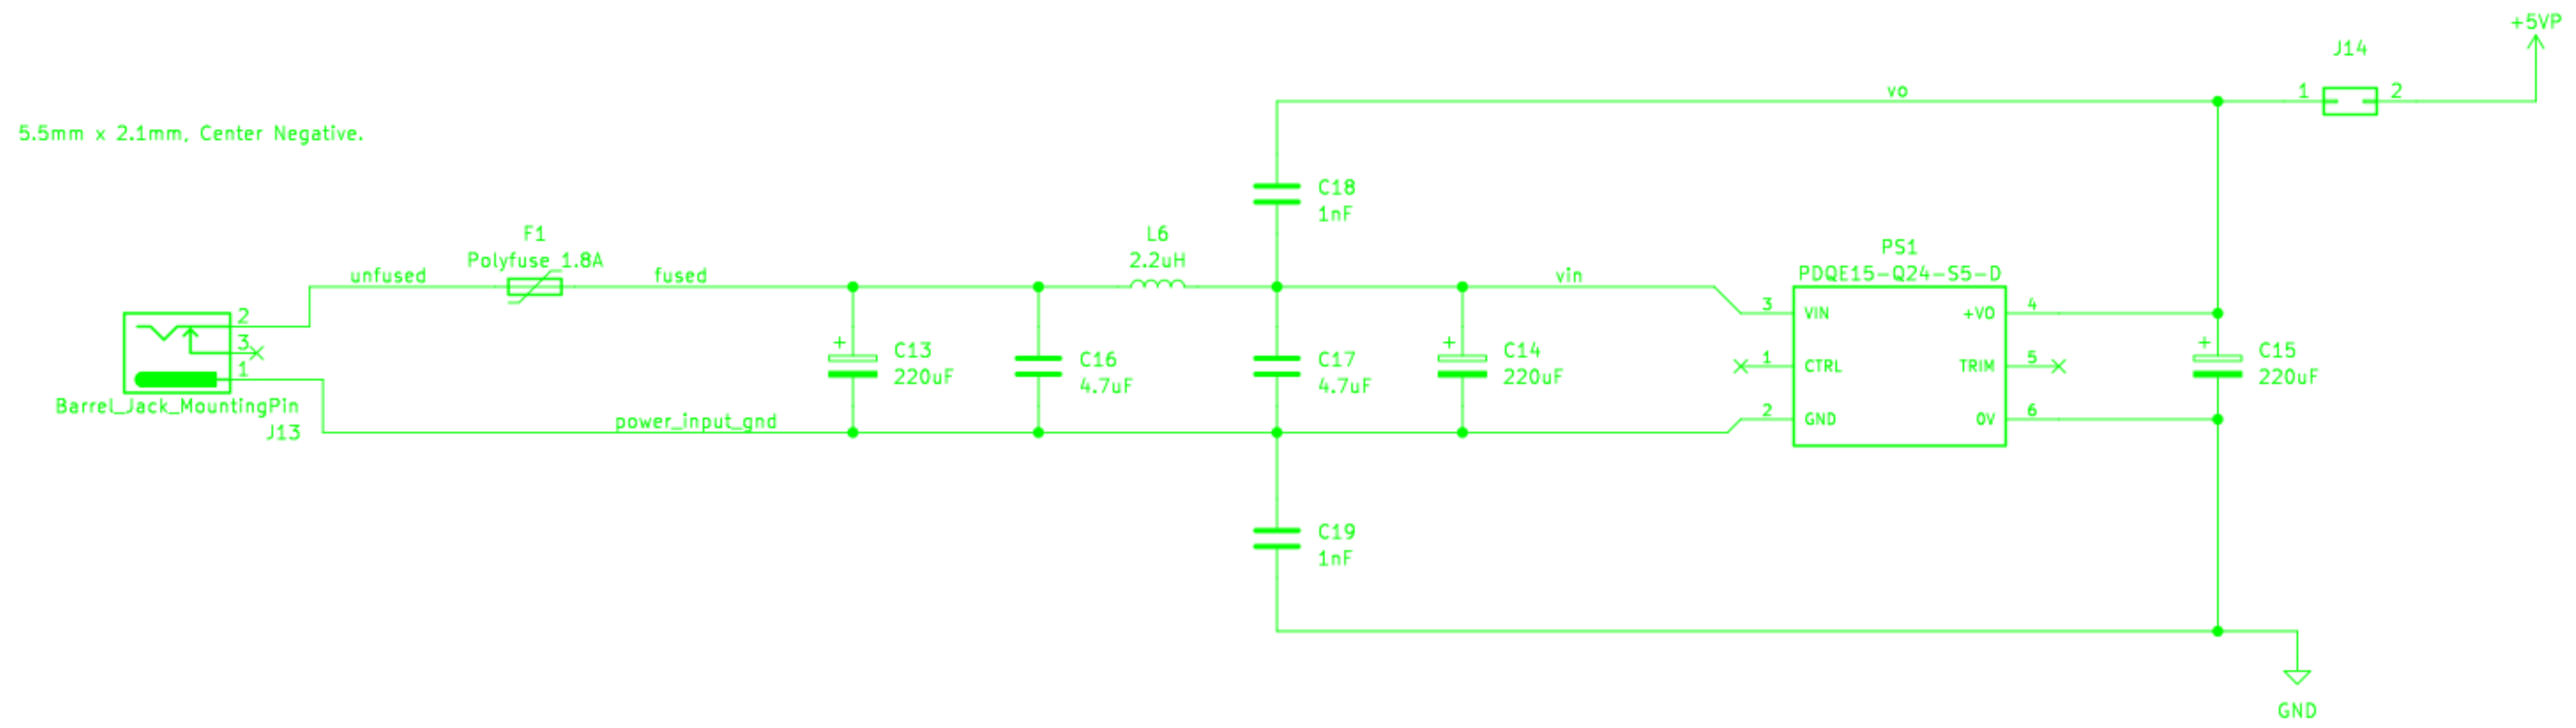 +5VP
J14
1
2
vo
5.5mm x 2.1mm, Center Negative.
C18
1nF
F1
Polyfuse_1.8A
L6
2.2uH
PS1
PDQE15-Q24-S5-D
unfused
fused
vin
2
3
1
Barrel_Jack_MountingPin
J13
power_input_gnd
+
C13
220uF
C16
4.7uF
C17
4.7uF
+
C14
220uF
3
VIN
+VO
4
1
CTRL
TRIM
5
2
GND
0V
6
+
C15
220uF
C19
1nF
GND